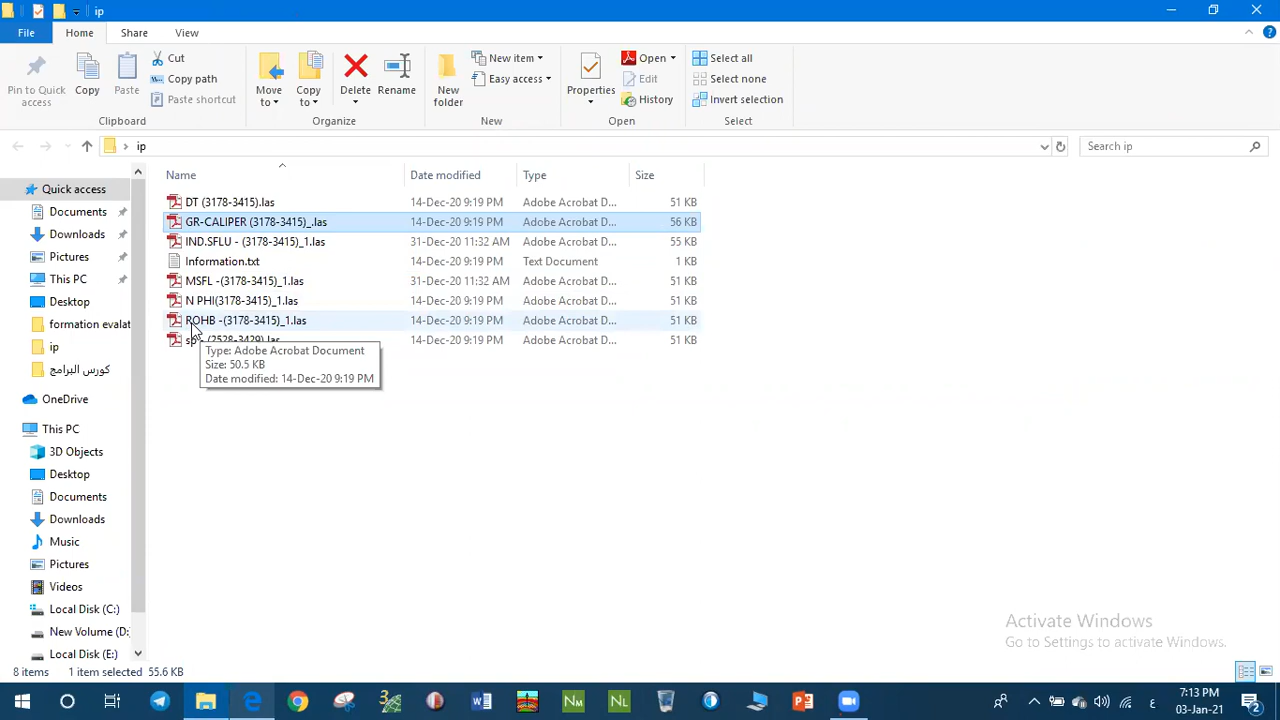 ip
File Home Share View
Pin to Quick access
Copy
Paste
Cut
Copy path
Paste shortcut
Clipboard
Move to
Copy to
Delete
Rename
Organize
New folder
New item
Easy access
New
Properties
Open
Edit
History
Open
Select all
Select none
Invert selection
Select
ip
Search ip
Name Date modified Type Size
DT (3178-3415).las 14-Dec-20 9:19 PM Adobe Acrobat D... 51 KB
GR-CALIPER (3178-3415)_.las 14-Dec-20 9:19 PM Adobe Acrobat D... 56 KB
IND.SFLU - (3178-3415)_1.las 31-Dec-20 11:32 AM Adobe Acrobat D... 55 KB
Information.txt 14-Dec-20 9:19 PM Text Document 1 KB
MSFL -(3178-3415)_1.las 31-Dec-20 11:32 AM Adobe Acrobat D... 51 KB
N PHI(3178-3415)_1.las 14-Dec-20 9:19 PM Adobe Acrobat D... 51 KB
ROHB -(3178-3415)_1.las 14-Dec-20 9:19 PM Adobe Acrobat D... 51 KB
(2528-3429).las 14-Dec-20 9:19 PM Adobe Acrobat D... 51 KB
Type: Adobe Acrobat Document
Size: 50.5 KB
Date modified: 14-Dec-20 9:19 PM
Quick access
Documents
Downloads
Pictures
This PC
Desktop
formation evalat
ip
كورس البرامج
OneDrive
This PC
3D Objects
Desktop
Documents
Downloads
Music
Pictures
Videos
Local Disk (C:)
New Volume (D:
Local Disk (E:)
Activate Windows
Go to Settings to activate Windows.
8 items 1 item selected 55.6 KB
W
NM
NL
P
ع
7:13 PM
03-Jan-21
2